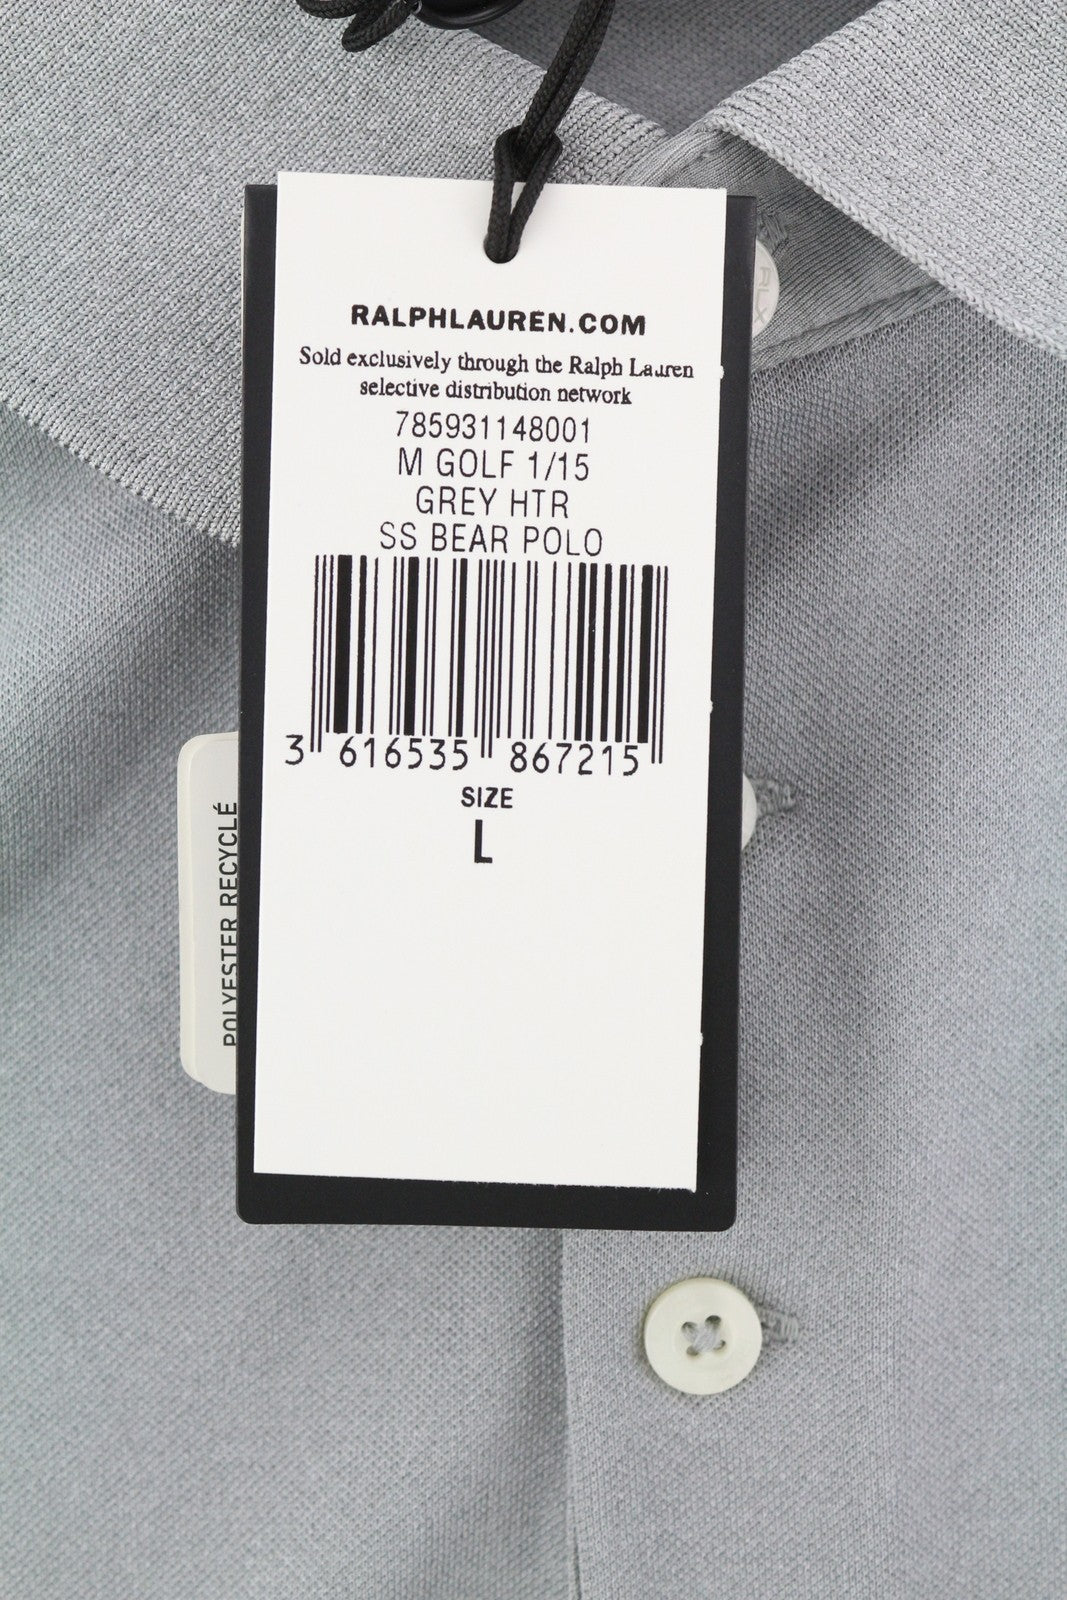 RALPHLAUREN.COM
Sold exclusively through the Ralph Lauren
selective distribution network
785931148001
M GOLF 1/15
GREY HTR
SS BEAR POLO
3 616535 867215
SIZE
L
POLYESTER RECYCLÉ
RLX